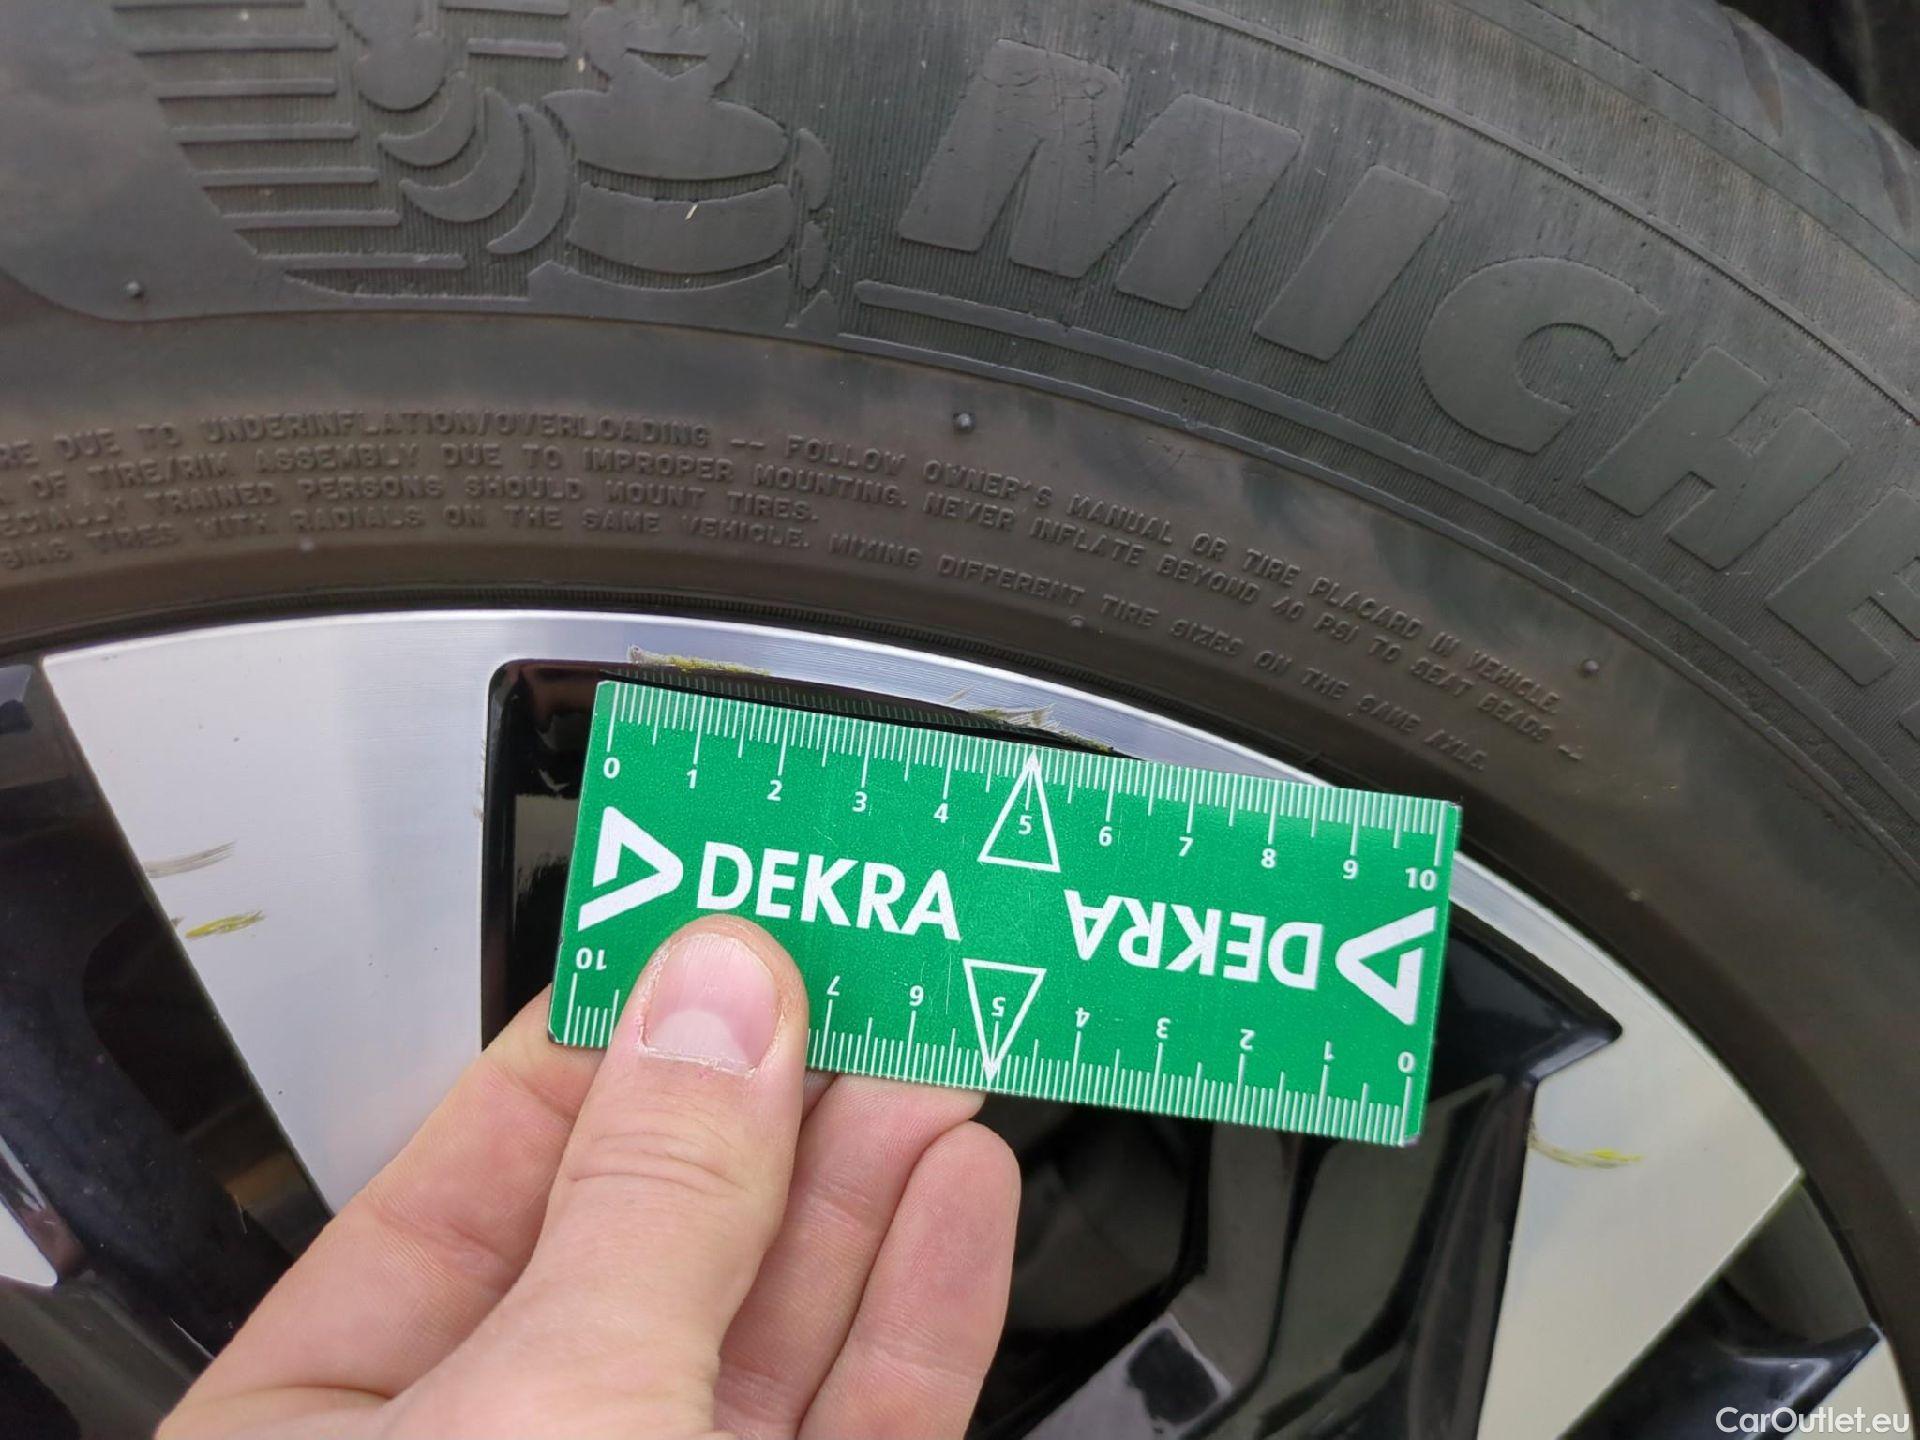 MICHE
RE DUE TO UNDERINFLATION/OVERLOADING -- FOLLOW OWNER'S MANUAL OR TIRE PLACARD IN VEHICLE.
OF TIRE/RIM ASSEMBLY DUE TO IMPROPER MOUNTING. NEVER INFLATE BEYOND 40 PSI TO SEAT BEADS --
ECIALLY TRAINED PERSONS SHOULD MOUNT TIRES.
TIRES WITH RADIALS ON THE SAME VEHICLE. MIXING DIFFERENT TIRE SIZES ON THE SAME AXLE.
0 1 2 3 4 5 6 7 8 9 10
DEKRA
DEKRA
10 7 6 5 4 3 2 1 0
CarOutlet.eu